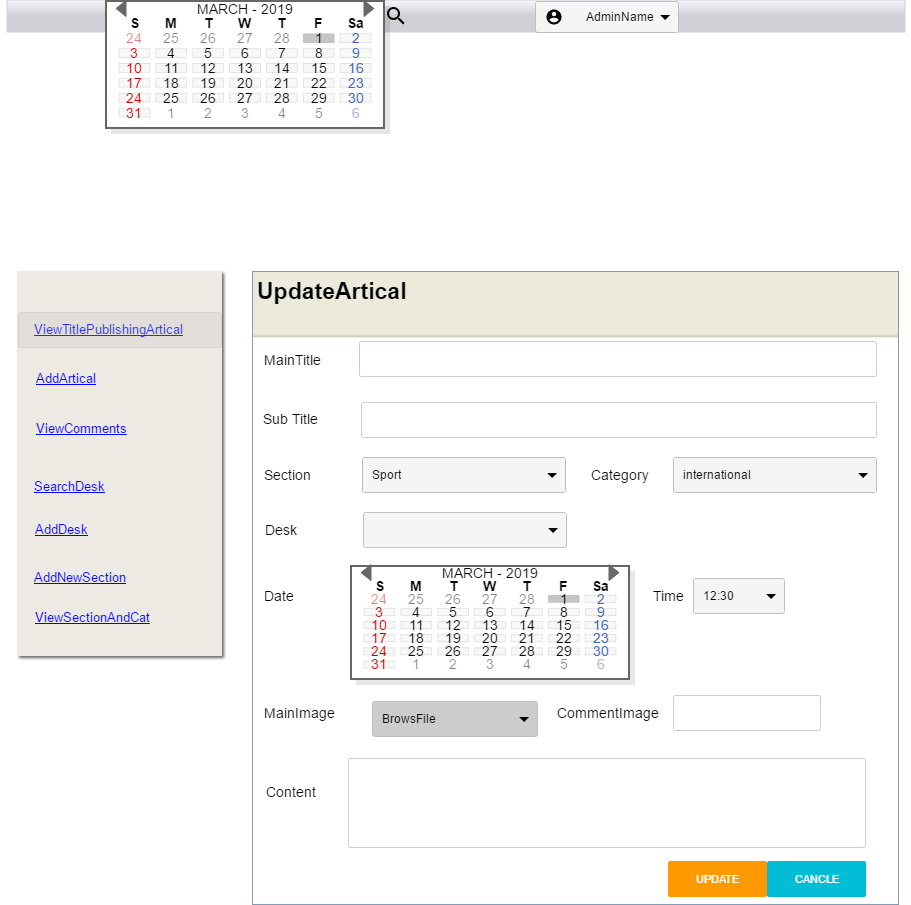 MARCH - 2019
AdminName
S M T W T F Sa
24 25 26 27 28 1 2
3 4 5 6 7 8 9
10 11 12 13 14 15 16
17 18 19 20 21 22 23
24 25 26 27 28 29 30
31 1 2 3 4 5 6
ViewTitlePublishingArtical
AddArtical
ViewComments
SearchDesk
AddDesk
AddNewSection
ViewSectionAndCat
UpdateArtical
MainTitle
Sub Title
Section Sport Category international
Desk
Date
MARCH - 2019
S M T W T F Sa
24 25 26 27 28 1 2
3 4 5 6 7 8 9
10 11 12 13 14 15 16
17 18 19 20 21 22 23
24 25 26 27 28 29 30
31 1 2 3 4 5 6
Time 12:30
MainImage BrowsFile CommentImage
Content
UPDATE CANCLE